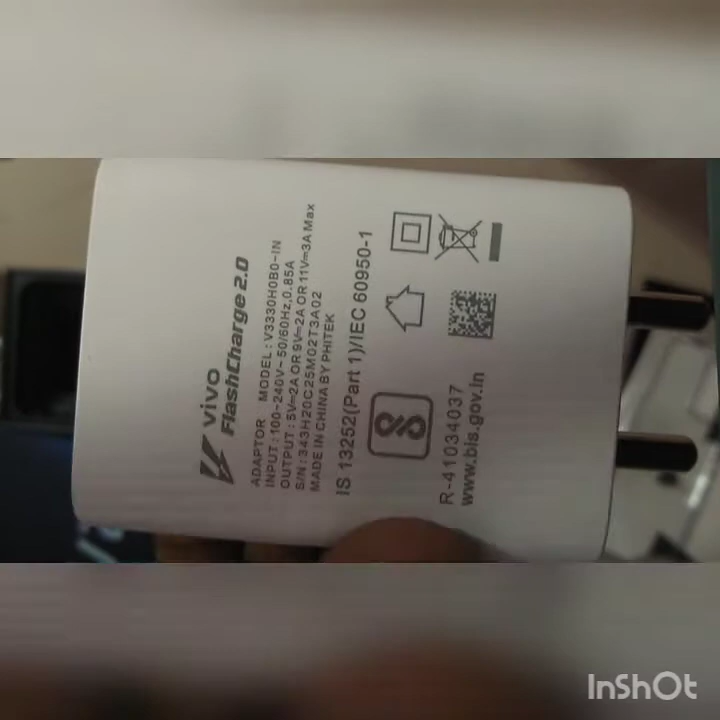 vivo
FlashCharge 2.0
ADAPTOR MODEL: V3330H0B0-IN
INPUT: 100-240V~50/60Hz,0.85A
OUTPUT: 5V⎓2A OR 9V⎓2A OR 11V⎓3A Max
S/N: 343H20C25M02T3A02
MADE IN CHINA BY PHITEK
IS 13252(Part 1)/IEC 60950-1
R-41034037
www.bis.gov.in
InShOt